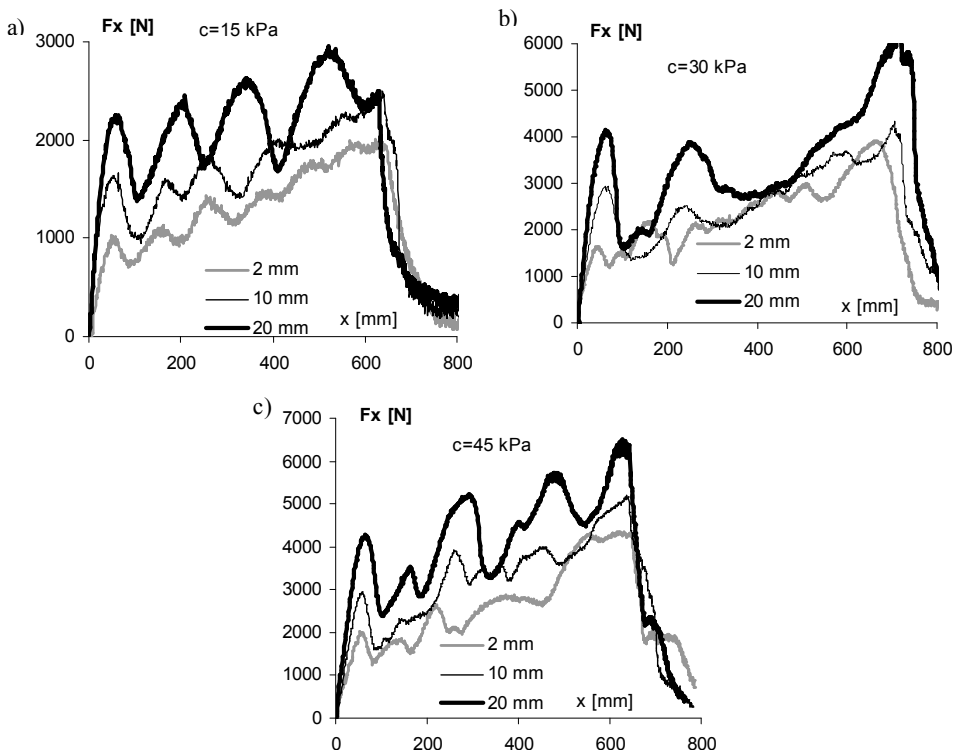 a)
Fx [N]
c=15 kPa
3000
2000
1000
0
2 mm
10 mm
20 mm
x [mm]
0 200 400 600 800
b)
Fx [N]
c=30 kPa
6000
5000
4000
3000
2000
1000
0
2 mm
10 mm
20 mm
x [mm]
0 200 400 600 800
c)
Fx [N]
c=45 kPa
7000
6000
5000
4000
3000
2000
1000
0
2 mm
10 mm
20 mm
x [mm]
0 200 400 600 800